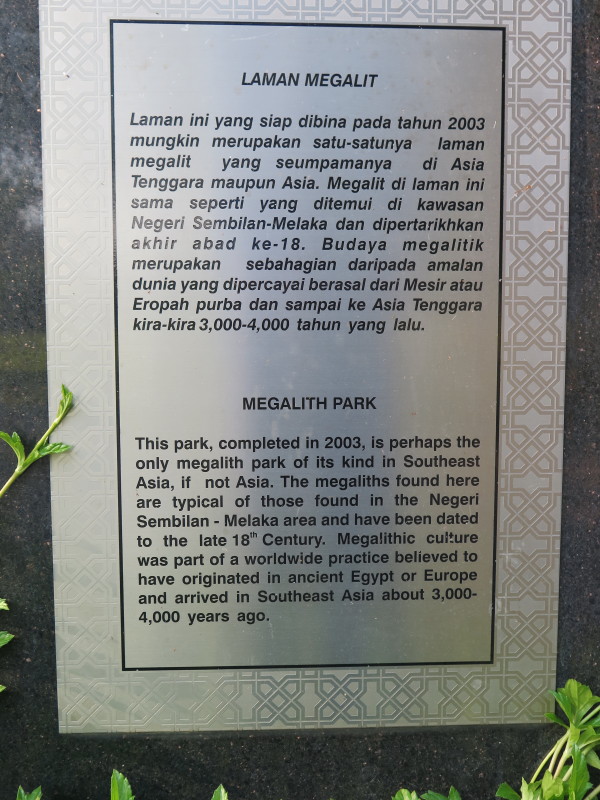 LAMAN MEGALIT
Laman ini yang siap dibina pada tahun 2003
mungkin merupakan satu-satunya laman
megalit yang seumpamanya di Asia
Tenggara maupun Asia. Megalit di laman ini
sama seperti yang ditemui di kawasan
Negeri Sembilan-Melaka dan dipertarikhkan
akhir abad ke-18. Budaya megalitik
merupakan sebahagian daripada amalan
dunia yang dipercayai berasal dari Mesir atau
Eropah purba dan sampai ke Asia Tenggara
kira-kira 3,000-4,000 tahun yang lalu.
MEGALITH PARK
This park, completed in 2003, is perhaps the
only megalith park of its kind in Southeast
Asia, if not Asia. The megaliths found here
are typical of those found in the Negeri
Sembilan - Melaka area and have been dated
to the late 18th Century. Megalithic culture
was part of a worldwide practice believed to
have originated in ancient Egypt or Europe
and arrived in Southeast Asia about 3,000-
4,000 years ago.